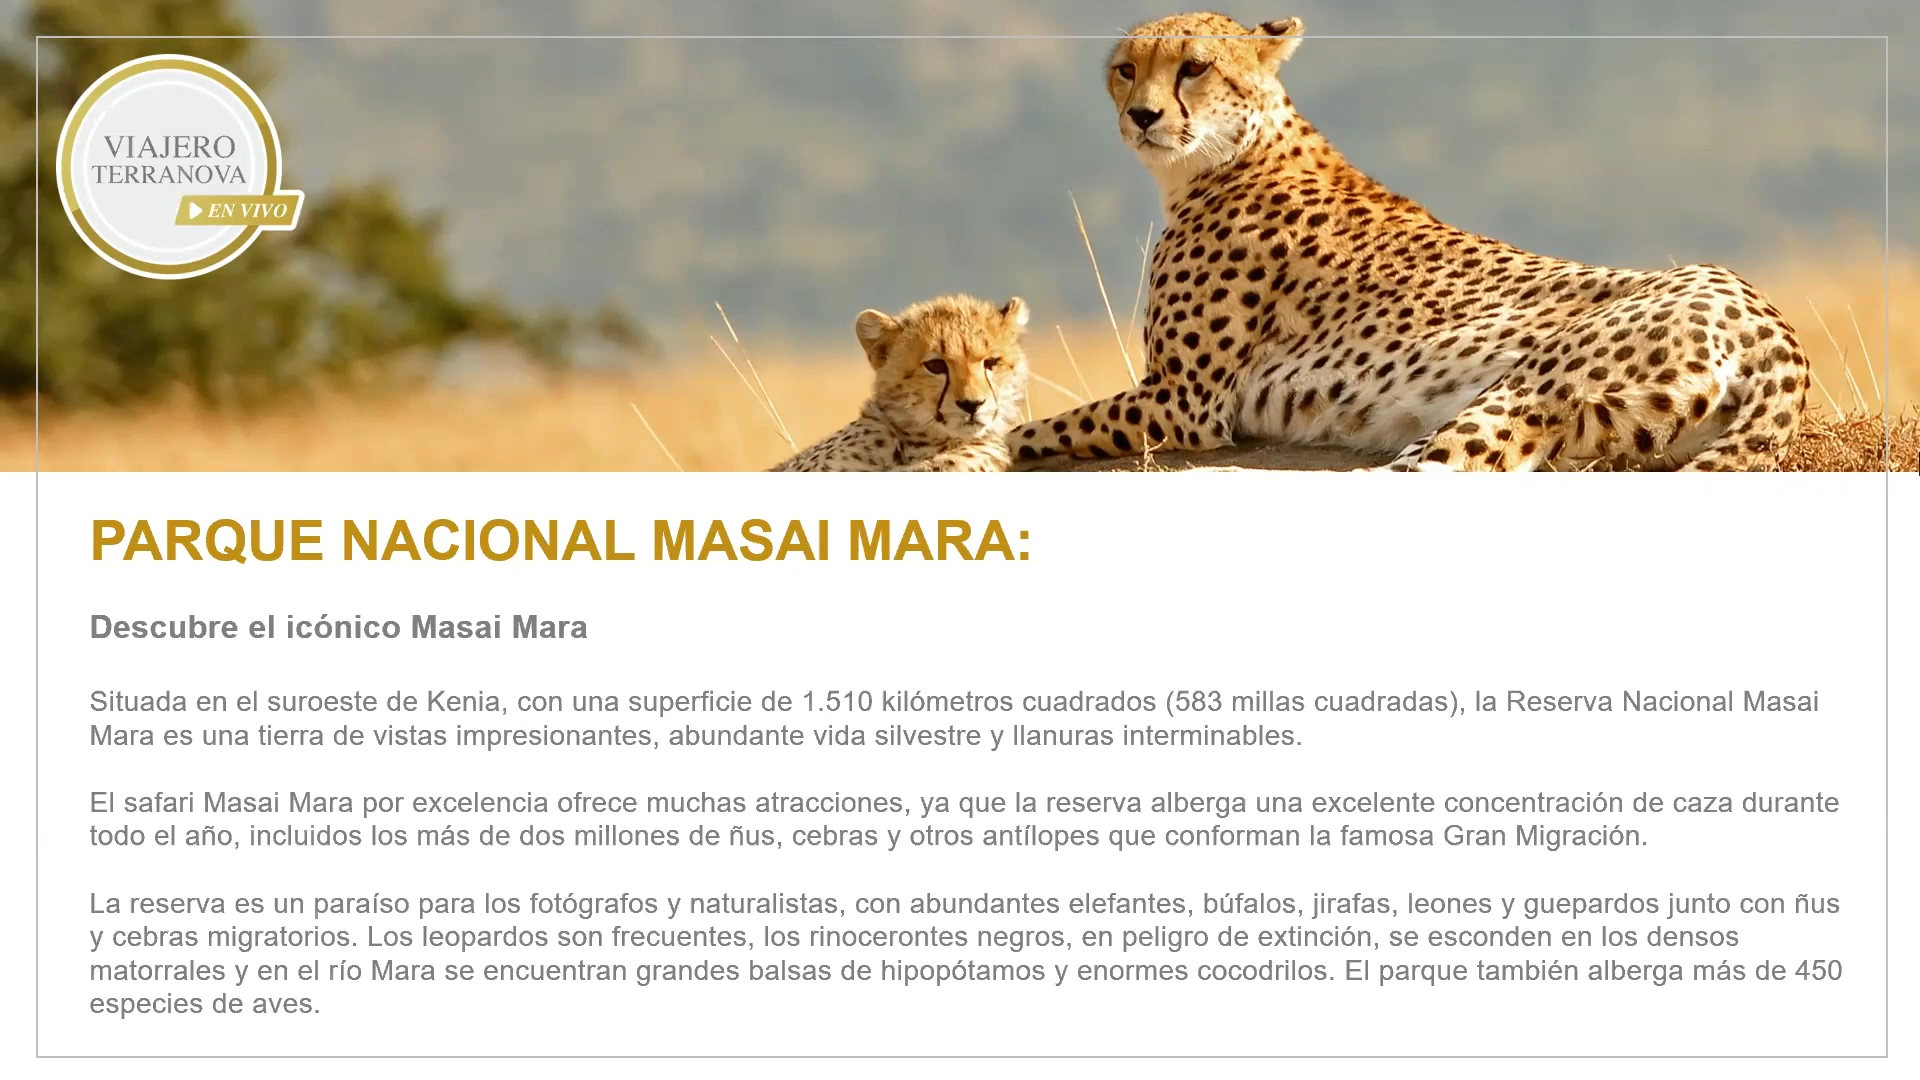 VIAJERO
TERRANOVA
EN VIVO
PARQUE NACIONAL MASAI MARA:
Descubre el icónico Masai Mara
Situada en el suroeste de Kenia, con una superficie de 1.510 kilómetros cuadrados (583 millas cuadradas), la Reserva Nacional Masai
Mara es una tierra de vistas impresionantes, abundante vida silvestre y llanuras interminables.
El safari Masai Mara por excelencia ofrece muchas atracciones, ya que la reserva alberga una excelente concentración de caza durante
todo el año, incluidos los más de dos millones de ñus, cebras y otros antílopes que conforman la famosa Gran Migración.
La reserva es un paraíso para los fotógrafos y naturalistas, con abundantes elefantes, búfalos, jirafas, leones y guepardos junto con ñus
y cebras migratorios. Los leopardos son frecuentes, los rinocerontes negros, en peligro de extinción, se esconden en los densos
matorrales y en el río Mara se encuentran grandes balsas de hipopótamos y enormes cocodrilos. El parque también alberga más de 450
especies de aves.